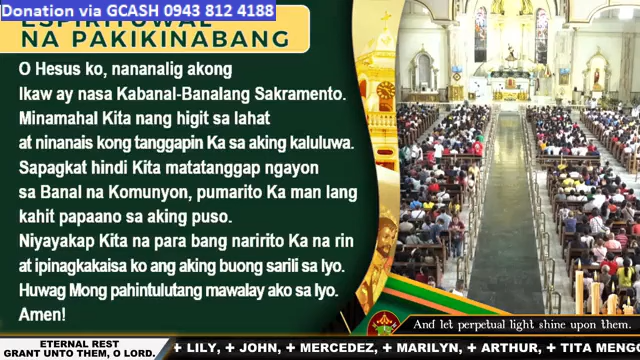 Donation via GCASH 0943 812 4188
ESPIRITUWAL
NA PAKIKINABANG
O Hesus ko, nananalig akong
Ikaw ay nasa Kabanal-Banalang Sakramento.
Minamahal Kita nang higit sa lahat
at ninanais kong tanggapin Ka sa aking kaluluwa.
Sapagkat hindi Kita matatanggap ngayon
sa Banal na Komunyon, pumarito Ka man lang
kahit papaano sa aking puso.
Niyayakap Kita na para bang naririto Ka na rin
at ipinagkakaisa ko ang aking buong sarili sa Iyo.
Huwag Mong pahintulutang mawalay ako sa Iyo.
Amen!
And let perpetual light shine upon them.
ETERNAL REST
GRANT UNTO THEM, O LORD.
+ LILY, + JOHN, + MERCEDEZ, + MARILYN, + ARTHUR, + TITA MENG